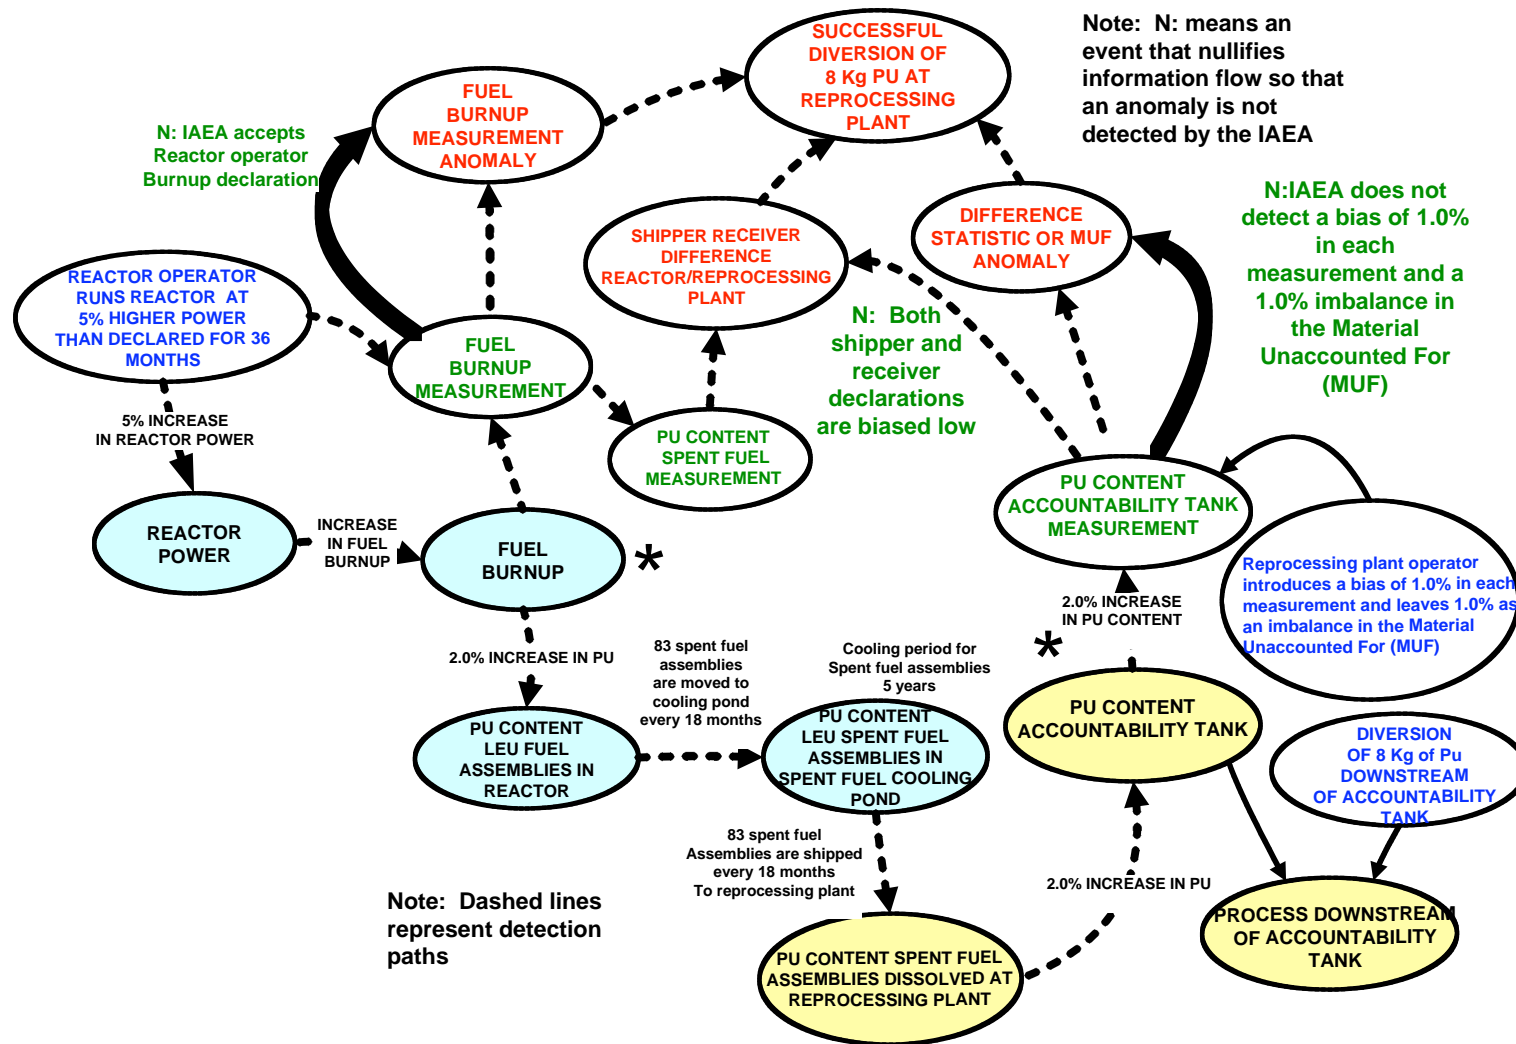 SUCCESSFUL
DIVERSION OF
8 Kg PU AT
REPROCESSING
PLANT
Note:  N: means an
event that nullifies
information flow so that
an anomaly is not
detected by the IAEA
FUEL
BURNUP
MEASUREMENT
ANOMALY
N: IAEA accepts
Reactor operator
Burnup declaration
N:IAEA does not
detect a bias of 1.0%
in each
measurement and a
1.0% imbalance in
the Material
Unaccounted For
(MUF)
DIFFERENCE
STATISTIC OR MUF
ANOMALY
SHIPPER RECEIVER
DIFFERENCE
REACTOR/REPROCESSING
PLANT
REACTOR OPERATOR
RUNS REACTOR  AT
5% HIGHER POWER
THAN DECLARED FOR 36
MONTHS
N:  Both
shipper and
receiver
declarations
are biased low
FUEL
BURNUP
MEASUREMENT
5% INCREASE
IN REACTOR POWER
PU CONTENT
SPENT FUEL
MEASUREMENT
PU CONTENT
ACCOUNTABILITY TANK
MEASUREMENT
REACTOR
POWER
INCREASE
IN FUEL
BURNUP
FUEL
BURNUP
*
Reprocessing plant operator
introduces a bias of 1.0% in each
measurement and leaves 1.0% as
an imbalance in the Material
Unaccounted For (MUF)
2.0% INCREASE
IN PU CONTENT
*
2.0% INCREASE IN PU
83 spent fuel
assemblies
are moved to
cooling pond
every 18 months
Cooling period for
Spent fuel assemblies
5 years
PU CONTENT
ACCOUNTABILITY TANK
PU CONTENT
LEU FUEL
ASSEMBLIES IN
REACTOR
PU CONTENT
LEU SPENT FUEL
ASSEMBLIES IN
SPENT FUEL COOLING
POND
DIVERSION
OF 8 Kg of Pu
DOWNSTREAM
OF ACCOUNTABILITY
TANK
83 spent fuel
Assemblies are shipped
every 18 months
To reprocessing plant
2.0% INCREASE IN PU
Note:  Dashed lines
represent detection
paths
PROCESS DOWNSTREAM
OF ACCOUNTABILITY
TANK
PU CONTENT SPENT FUEL
ASSEMBLIES DISSOLVED AT
REPROCESSING PLANT